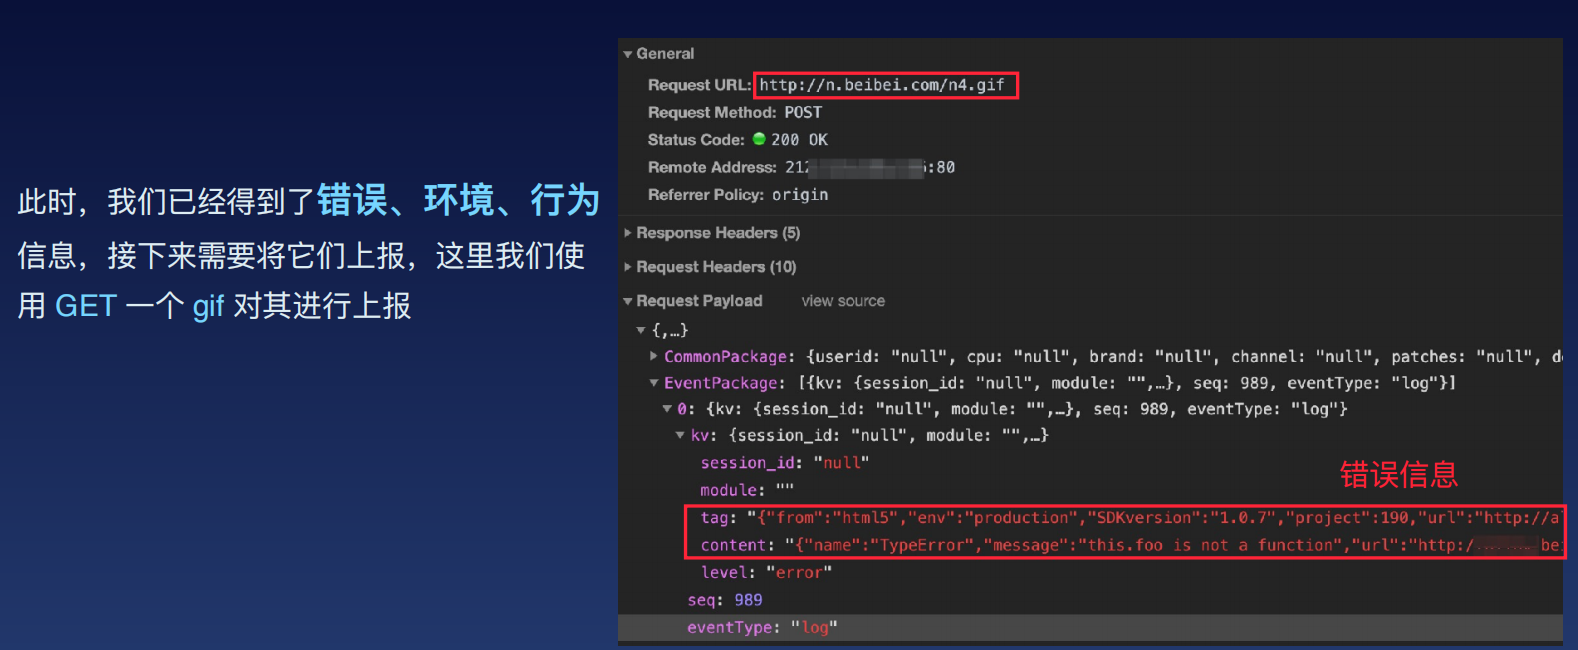 此时，我们已经得到了错误、环境、行为
信息，接下来需要将它们上报，这里我们使
用 GET 一个 gif 对其进行上报
General
Request URL: http://n.beibei.com/n4.gif
Request Method: POST
Status Code: 200 OK
Remote Address: 212 :80
Referrer Policy: origin
Response Headers (5)
Request Headers (10)
Request Payload view source
{,…}
CommonPackage: {userid: "null", cpu: "null", brand: "null", channel: "null", patches: "null", d
EventPackage: [{kv: {session_id: "null", module: "",…}, seq: 989, eventType: "log"}]
0: {kv: {session_id: "null", module: "",…}, seq: 989, eventType: "log"}
kv: {session_id: "null", module: "",…}
session_id: "null"
module: ""
错误信息
tag: "{"from":"html5","env":"production","SDKversion":"1.0.7","project":190,"url":"http://a
content: "{"name":"TypeError","message":"this.foo is not a function","url":"http:/ bei
level: "error"
seq: 989
eventType: "log"